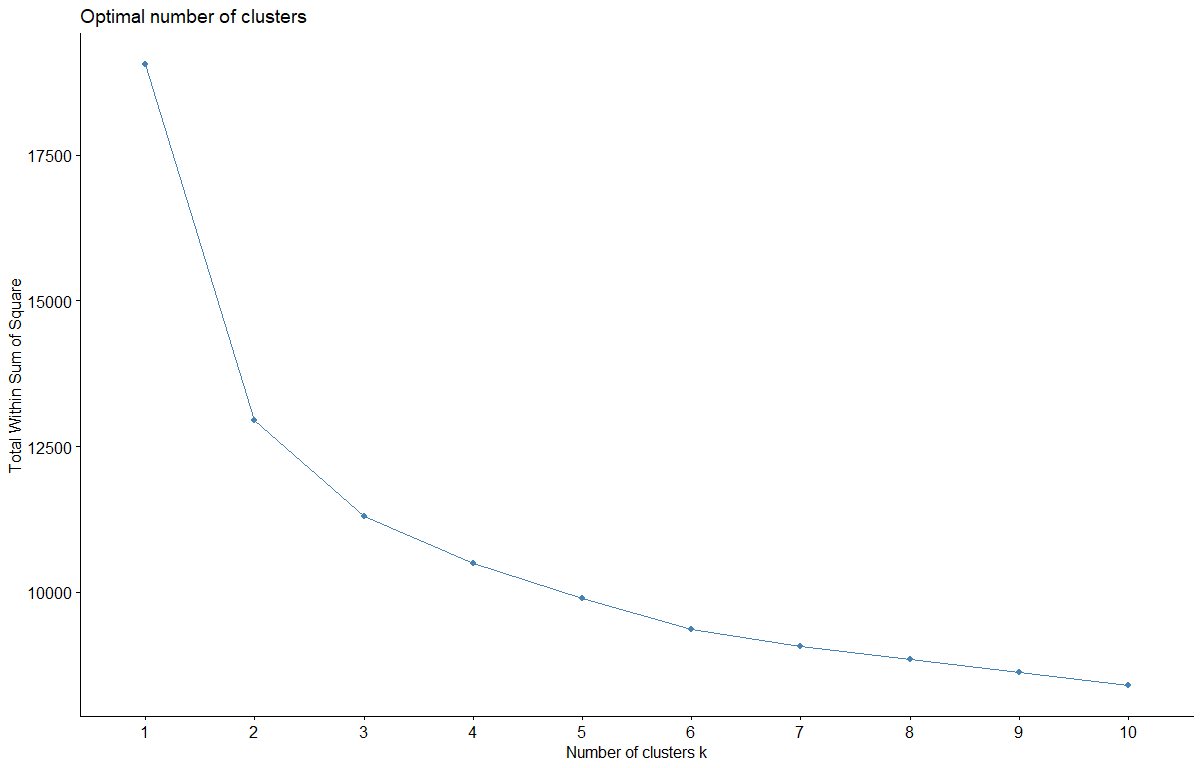 Optimal number of clusters
Total Within Sum of Square
17500
15000
12500
10000
1 2 3 4 5 6 7 8 9 10
Number of clusters k